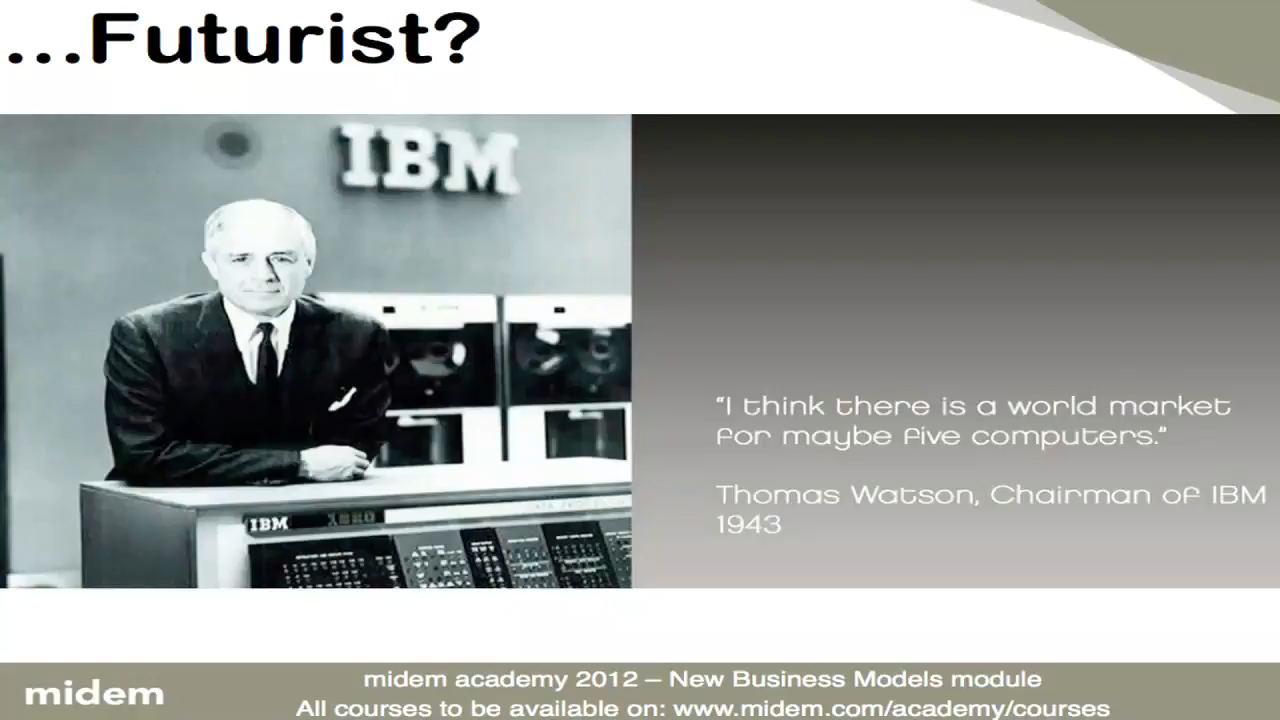 ...Futurist?
IBM
IBM
“I think there is a world market
for maybe five computers.”
Thomas Watson, Chairman of IBM
1943
midem
midem academy 2012 – New Business Models module
All courses to be available on: www.midem.com/academy/courses